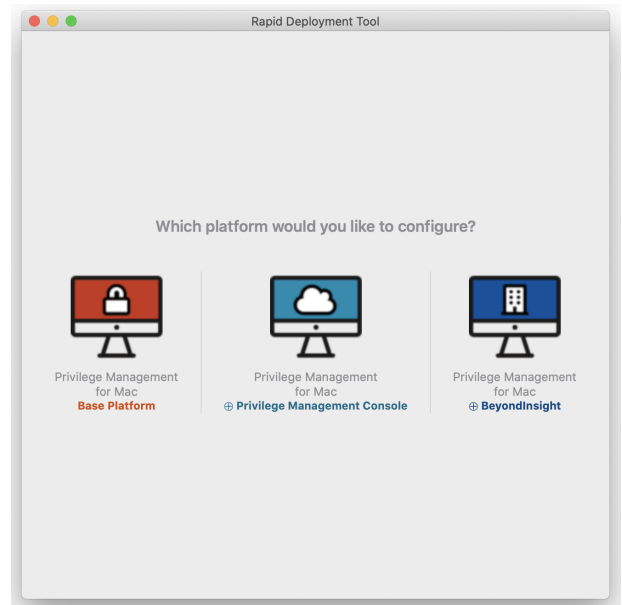 Rapid Deployment Tool
Which platform would you like to configure?
Privilege Management
for Mac
Base Platform
Privilege Management
for Mac
⊕ Privilege Management Console
Privilege Management
for Mac
⊕ BeyondInsight